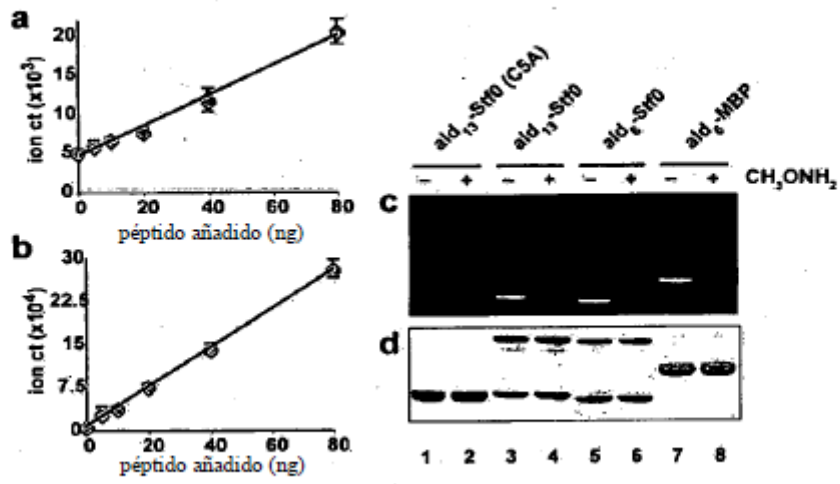 a
20
15
10
5
0
ion ct (x10³)
0 20 40 60 80
péptido añadido (ng)
b
30
22.5
15
7.5
0
ion ct (x10⁴)
0 20 40 60 80
péptido añadido (ng)
ald₁₃-Stf0 (C5A)
ald₁₃-Stf0
ald₆-Stf0
ald₆-MBP
– + – + – + – + CH₃ONH₂
c
d
1 2 3 4 5 6 7 8